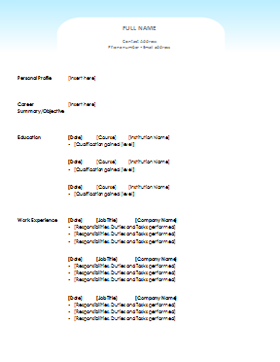 FULL NAME
Contact Address
Phone number • Email address
Personal Profile [Insert here]
Career [Insert here]
Summary/Objective
Education [Date] [Course] [Institution Name]
• [Qualification gained, level]
[Date] [Course] [Institution Name]
• [Qualification gained, level]
[Date] [Course] [Institution Name]
• [Qualification gained, level]
Work Experience [Date] [Job Title] [Company Name]
• [Responsibilities, Duties and Tasks performed]
• [Responsibilities, Duties and Tasks performed]
• [Responsibilities, Duties and Tasks performed]
[Date] [Job Title] [Company Name]
• [Responsibilities, Duties and Tasks performed]
• [Responsibilities, Duties and Tasks performed]
• [Responsibilities, Duties and Tasks performed]
[Date] [Job Title] [Company Name]
• [Responsibilities, Duties and Tasks performed]
• [Responsibilities, Duties and Tasks performed]
• [Responsibilities, Duties and Tasks performed]